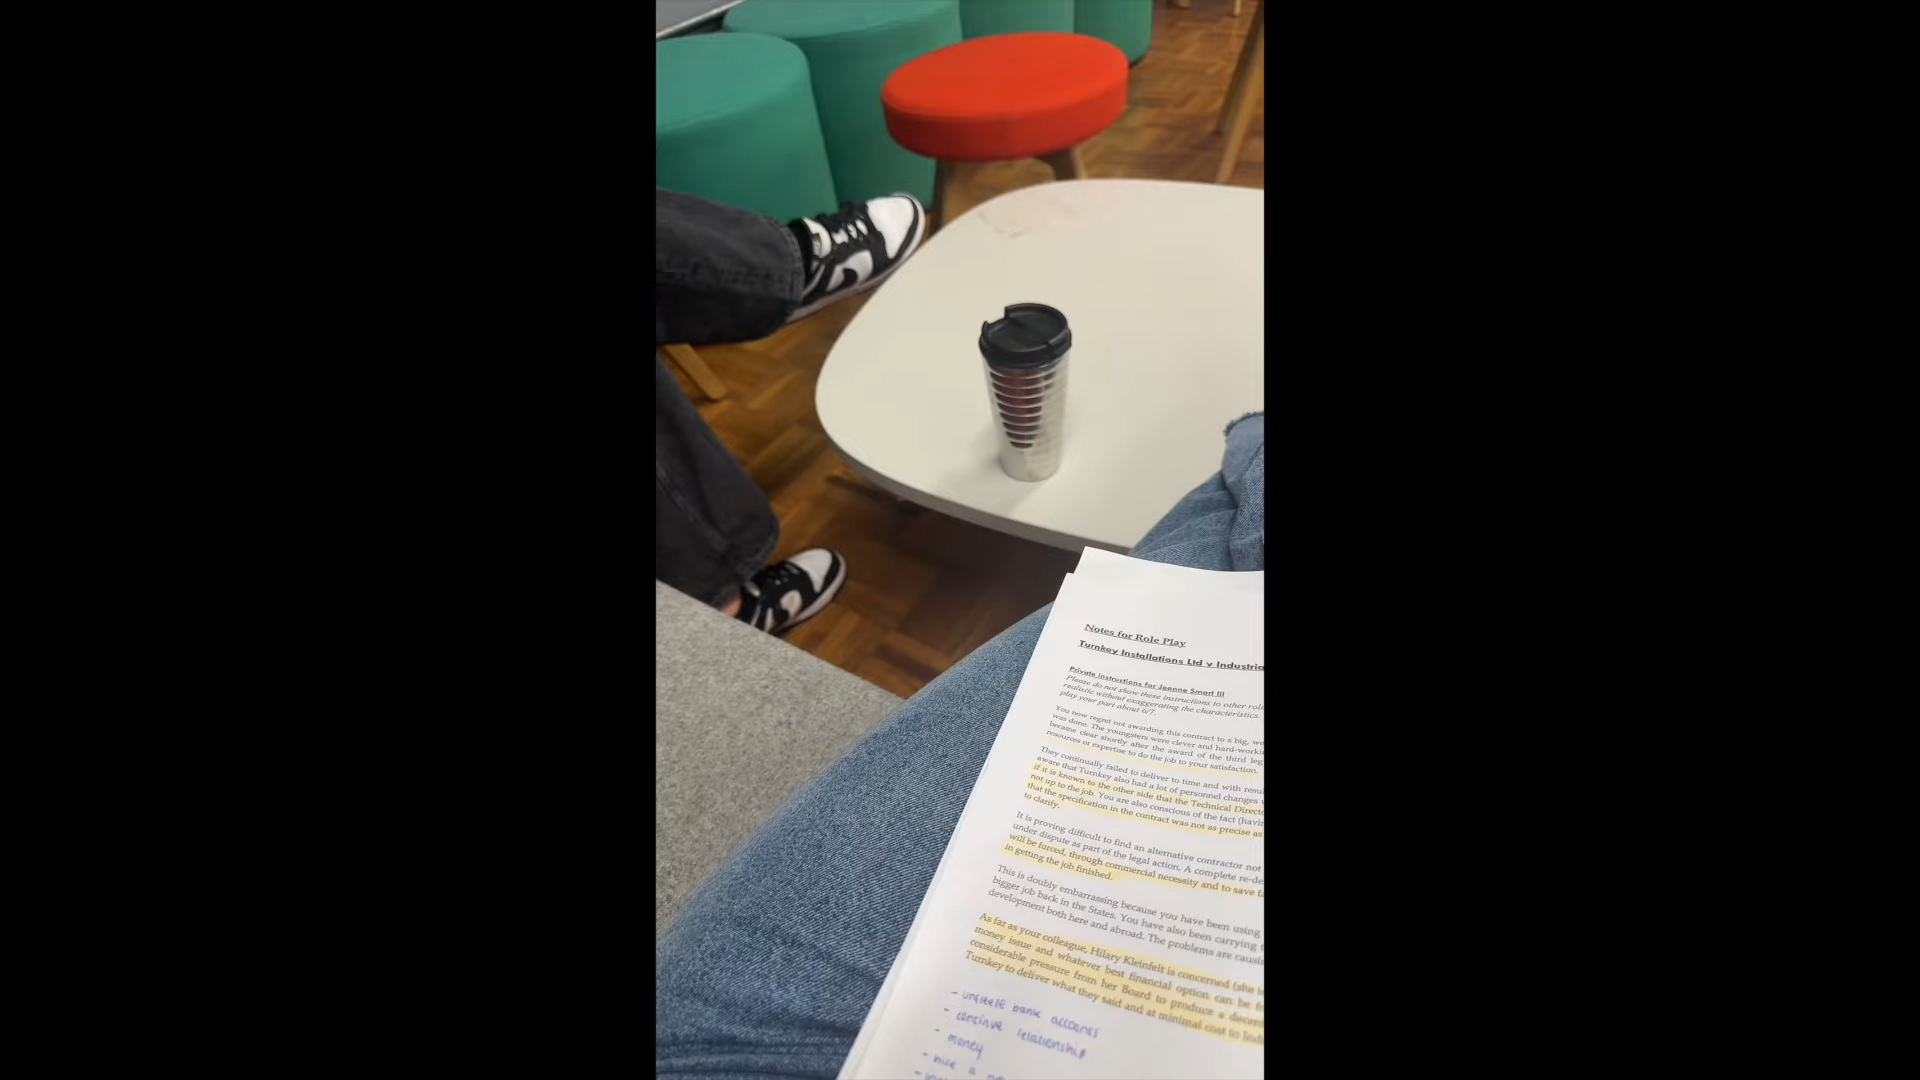 Notes for Role Play
Turnkey Installations Ltd v Industria
Private instructions for Jeanne Smart III
Please do not show these instructions to other rol
realistic without exaggerating the characteristics.
play your part about 6/7.
You now regret not awarding this contract to a big, we
was done. The youngsters were clever and hard-worki
became clear shortly after the award of the third leg
resources or expertise to do the job to your satisfaction.
They continually failed to deliver to time and with resu
aware that Turnkey also had a lot of personnel changes
if it is known to the other side that the Technical Direct
not up to the job. You are also conscious of the fact (havin
that the specification in the contract was not as precise as
to clarify.
It is proving difficult to find an alternative contractor not
under dispute as part of the legal action. A complete re-de
will be forced, through commercial necessity and to save fa
in getting the job finished.
This is doubly embarrassing because you have been using
bigger job back in the States. You have also been carrying
development both here and abroad. The problems are causi
As far as your colleague, Hilary Kleinfelt is concerned (she is
money issue and whatever best financial option can be fo
considerable pressure from her Board to produce a decent
Turnkey to deliver what they said and at minimal cost to Indu
- bank
- relationship
- money